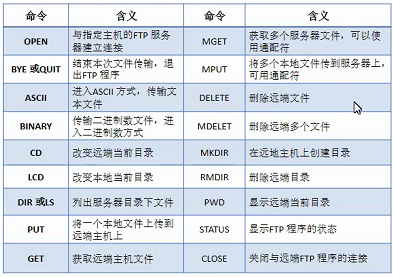 命令 含义 命令 含义
OPEN 与指定主机的FTP 服务器建立连接 MGET 获取多个服务器文件，可以使用通配符
BYE 或QUIT 结束本次文件传输，退出FTP 程序 MPUT 将多个本地文件传到服务器上，可用通配符
ASCII 进入ASCII 方式，传输文本文件 DELETE 删除远端文件
BINARY 传输二进制数文件，进入二进制数方式 MDELET 删除远端多个文件
CD 改变远端当前目录 MKDIR 在远地主机上创建目录
LCD 改变本地当前目录 RMDIR 删除远端目录
DIR 或LS 列出服务器目录下文件 PWD 显示远端当前目录
PUT 将一个本地文件上传到远端主机上 STATUS 显示FTP 程序的状态
GET 获取远端主机文件 CLOSE 关闭与远端FTP 程序的连接